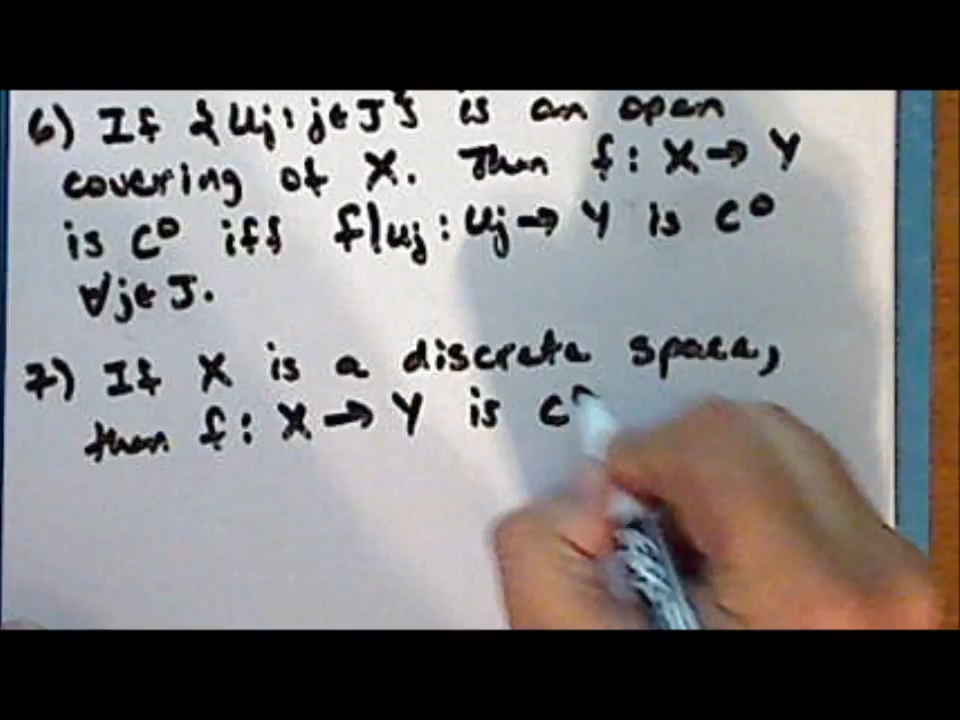 6) If {Uj : j∈J} is an open
covering of X. Then f : X → Y
is C⁰ iff f|uj : Uj → Y is C⁰
∀j∈J.
7) If X is a discrete space,
then f : X → Y is C⁰